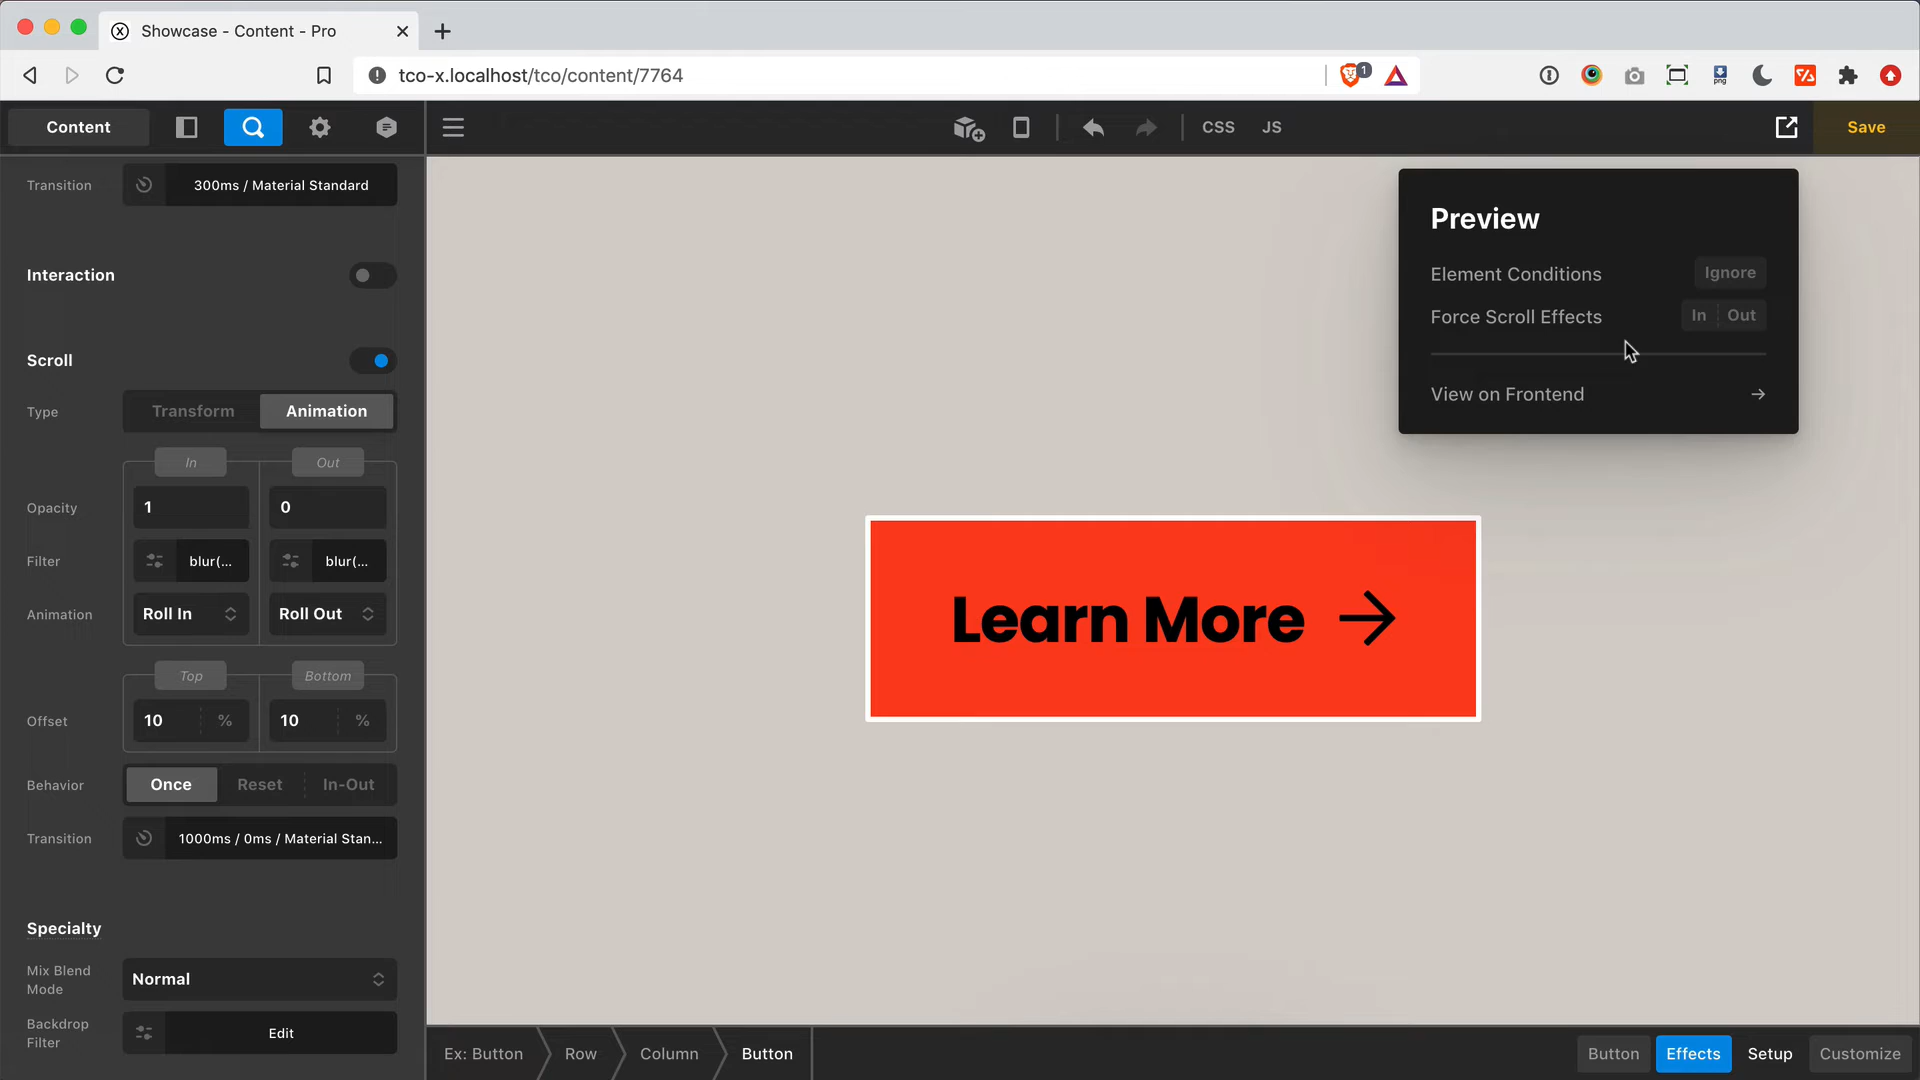 Showcase - Content - Pro
tco-x.localhost/tco/content/7764
1
png
Content
CSS
JS
Save
Transition
300ms / Material Standard
Interaction
Scroll
Type
Transform
Animation
In
Out
Opacity
1
0
Filter
blur(...
blur(...
Animation
Roll In
Roll Out
Top
Bottom
Offset
10 %
10 %
Behavior
Once
Reset
In-Out
Transition
1000ms / 0ms / Material Stan...
Specialty
Mix Blend
Mode
Normal
Backdrop
Filter
Edit
Preview
Element Conditions
Ignore
Force Scroll Effects
In
Out
View on Frontend
Learn More
Ex: Button
Row
Column
Button
Button
Effects
Setup
Customize